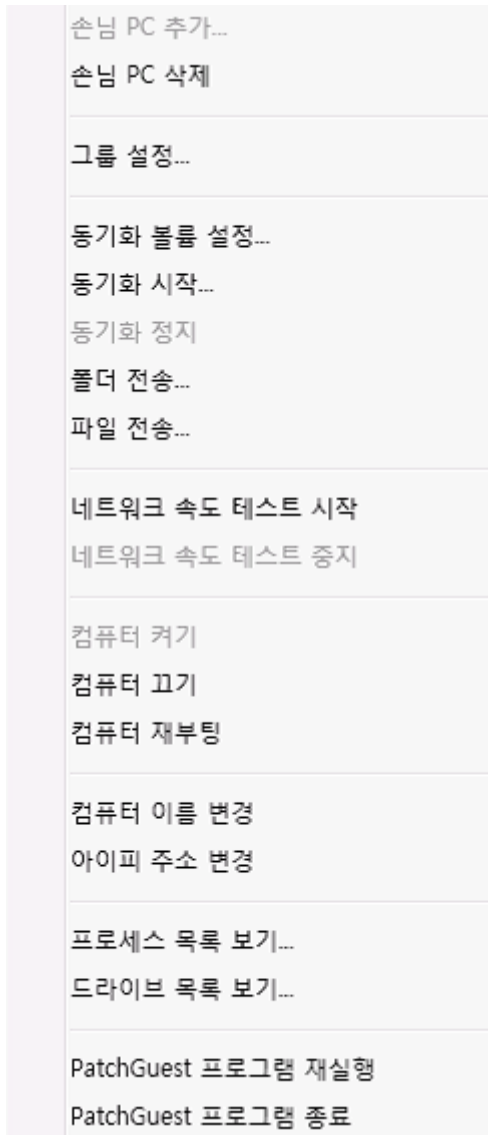 손님 PC 추가...
손님 PC 삭제
그룹 설정...
동기화 볼륨 설정...
동기화 시작...
동기화 정지
폴더 전송...
파일 전송...
네트워크 속도 테스트 시작
네트워크 속도 테스트 중지
컴퓨터 켜기
컴퓨터 끄기
컴퓨터 재부팅
컴퓨터 이름 변경
아이피 주소 변경
프로세스 목록 보기...
드라이브 목록 보기...
PatchGuest 프로그램 재실행
PatchGuest 프로그램 종료